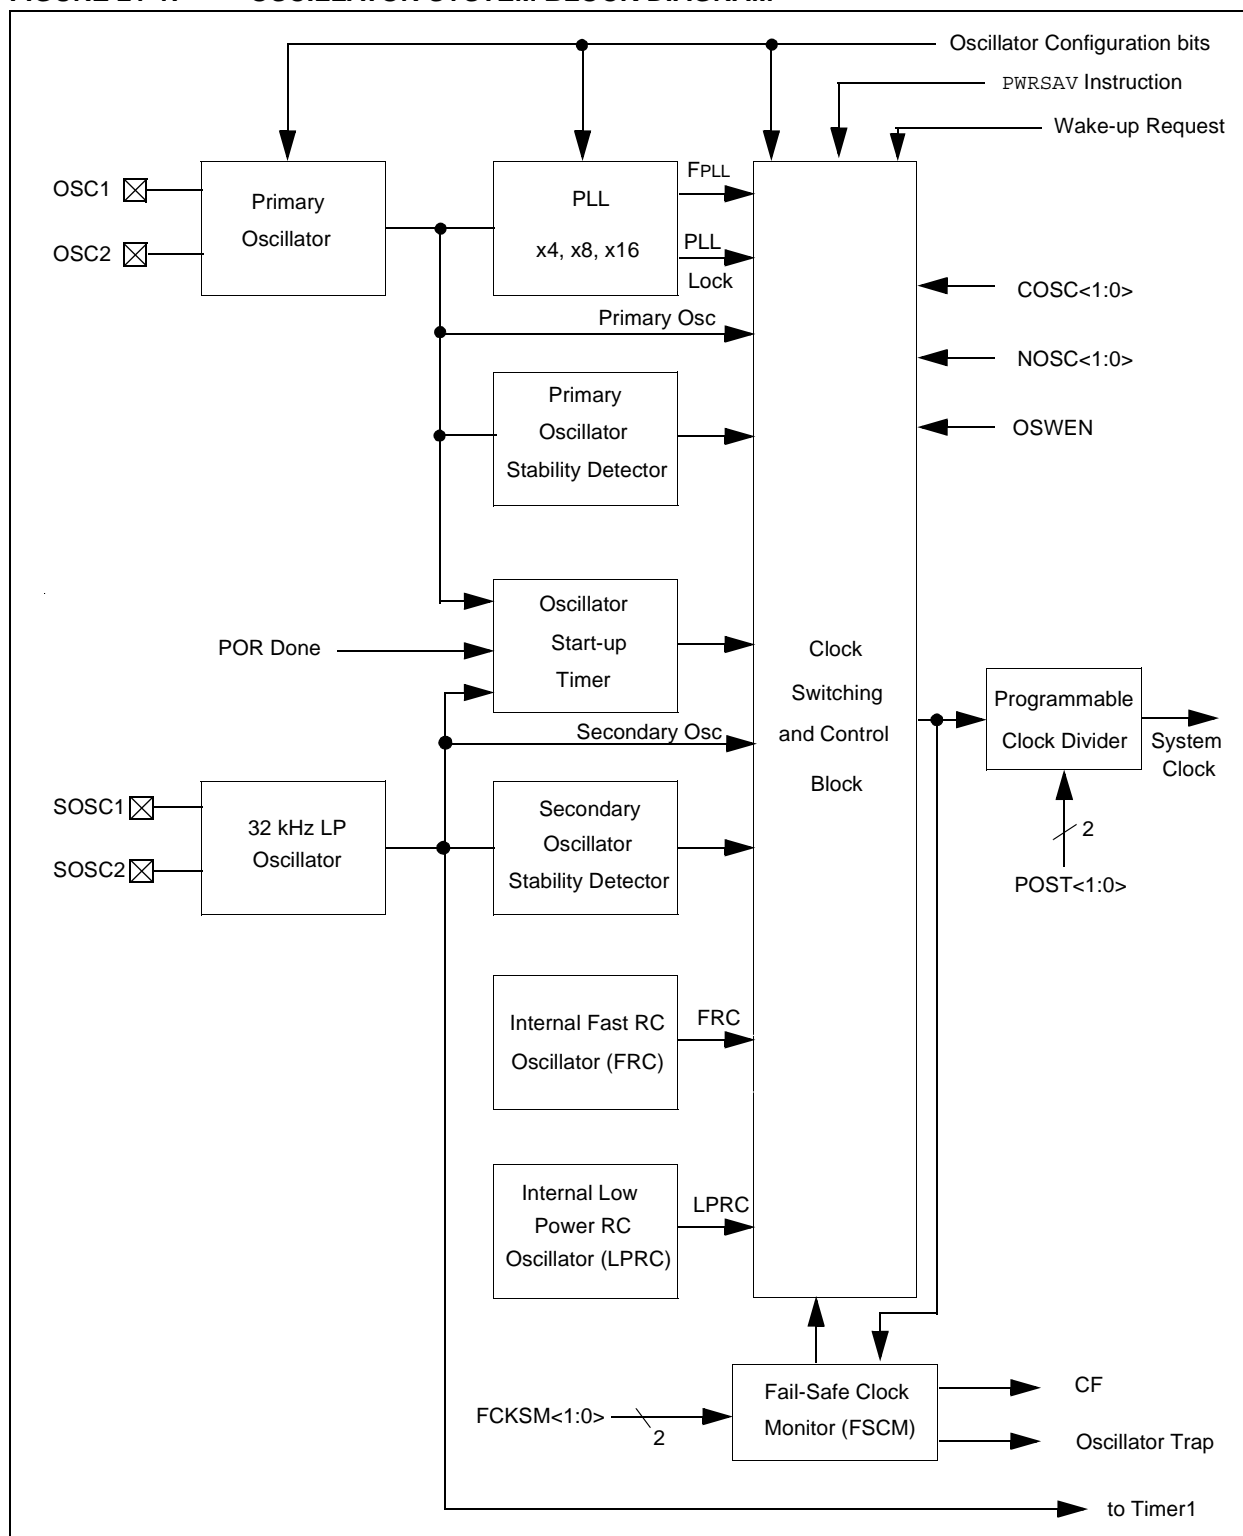 Oscillator Configuration bits
PWRSAV Instruction
Wake-up Request
OSC1
OSC2
Primary
Oscillator
PLL
x4, x8, x16
FPLL
PLL
Lock
COSC<1:0>
Primary Osc
NOSC<1:0>
Primary
Oscillator
Stability Detector
OSWEN
Oscillator
Start-up
Timer
POR Done
Clock
Switching
and Control
Block
Programmable
Clock Divider
System
Clock
Secondary Osc
SOSC1
SOSC2
32 kHz LP
Oscillator
Secondary
Oscillator
Stability Detector
2
POST<1:0>
Internal Fast RC
Oscillator (FRC)
FRC
Internal Low
Power RC
Oscillator (LPRC)
LPRC
FCKSM<1:0>
2
Fail-Safe Clock
Monitor (FSCM)
CF
Oscillator Trap
to Timer1